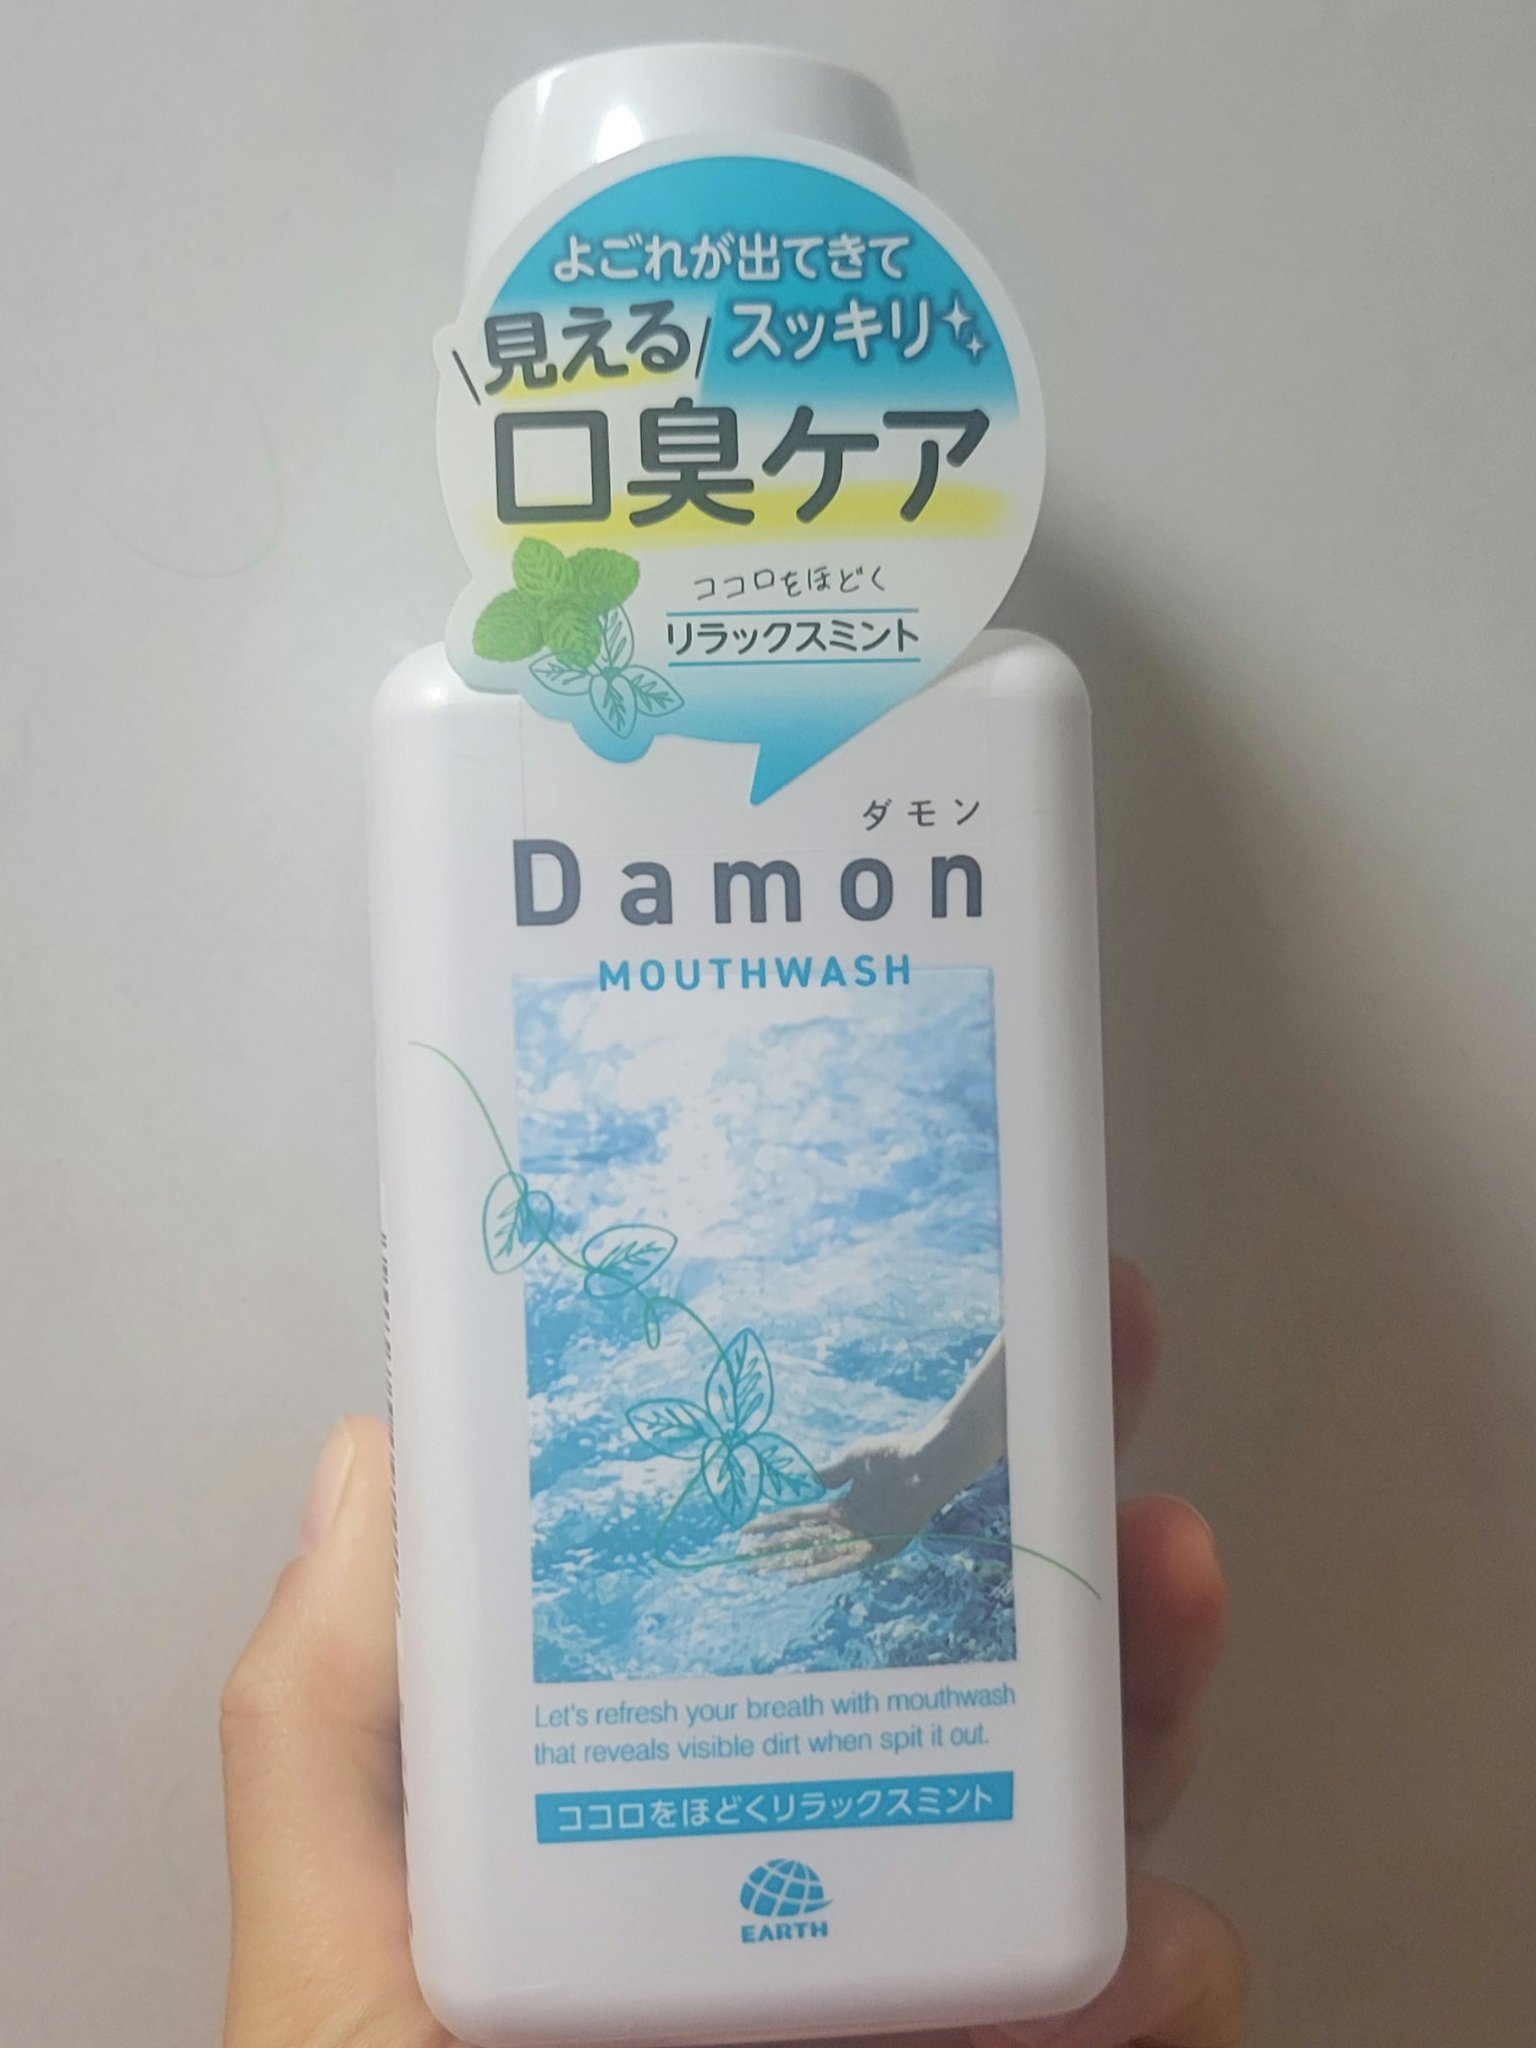 よごれが出てきて
見える スッキリ
口臭ケア
ココロをほどく
リラックスミント
ダモン
Damon
MOUTHWASH
Let's refresh your breath with mouthwash
that reveals visible dirt when spit it out.
ココロをほどくリラックスミント
EARTH